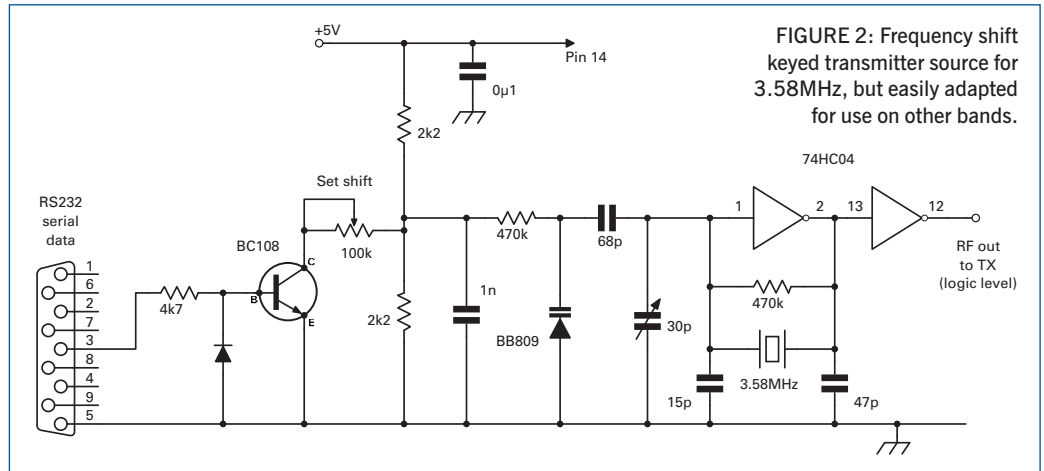 +5V
Pin 14
FIGURE 2: Frequency shift
keyed transmitter source for
3.58MHz, but easily adapted
for use on other bands.
0µ1
2k2
74HC04
RS232
serial
data
Set shift
BC108
100k
C
B
E
4k7
1
6
2
7
3
8
4
9
5
2k2
1n
470k
BB809
68p
30p
1
2
13
12
RF out
to TX
(logic level)
470k
3.58MHz
15p
47p